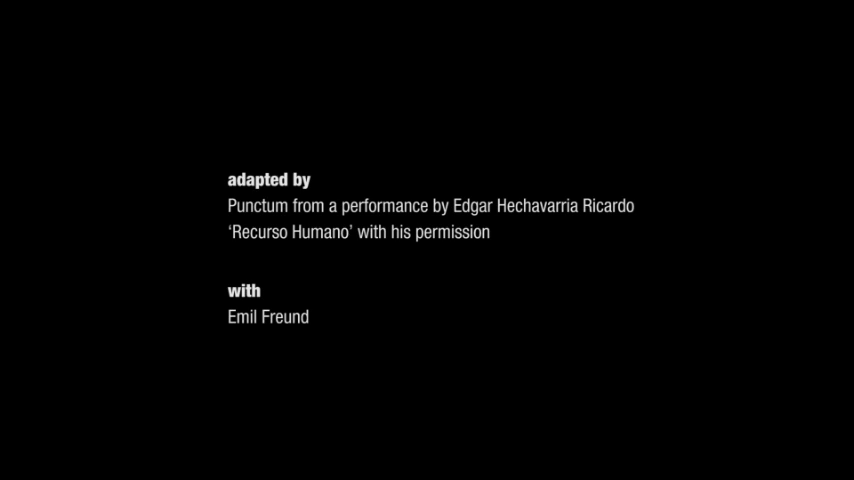 adapted by
Punctum from a performance by Edgar Hechavarria Ricardo
‘Recurso Humano’ with his permission
with
Emil Freund